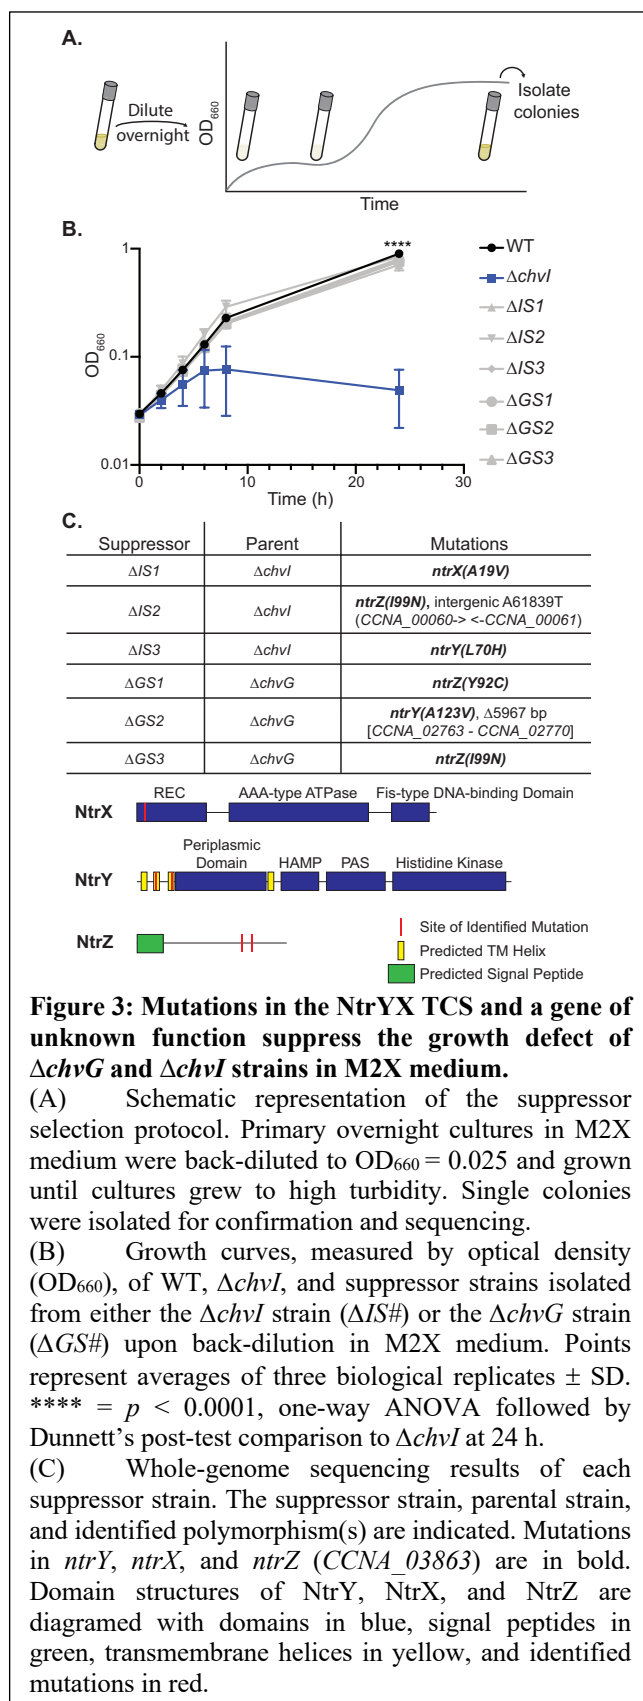 A.
Dilute
overnight
OD660
Isolate
colonies
Time
B.
****
1
0.1
0.01
OD660
0
10
20
30
Time (h)
WT
ΔchvI
ΔIS1
ΔIS2
ΔIS3
ΔGS1
ΔGS2
ΔGS3
C.
Suppressor Parent Mutations
ΔIS1 ΔchvI ntrX(A19V)
ΔIS2 ΔchvI ntrZ(I99N), intergenic A61839T
(CCNA_00060-> <-CCNA_00061)
ΔIS3 ΔchvI ntrY(L70H)
ΔGS1 ΔchvG ntrZ(Y92C)
ΔGS2 ΔchvG ntrY(A123V), Δ5967 bp
[CCNA_02763 - CCNA_02770]
ΔGS3 ΔchvG ntrZ(I99N)
REC AAA-type ATPase Fis-type DNA-binding Domain
NtrX
Periplasmic
Domain HAMP PAS Histidine Kinase
NtrY
NtrZ
Site of Identified Mutation
Predicted TM Helix
Predicted Signal Peptide
Figure 3: Mutations in the NtrYX TCS and a gene of
unknown function suppress the growth defect of
ΔchvG and ΔchvI strains in M2X medium.
(A) Schematic representation of the suppressor
selection protocol. Primary overnight cultures in M2X
medium were back-diluted to OD660 = 0.025 and grown
until cultures grew to high turbidity. Single colonies
were isolated for confirmation and sequencing.
(B) Growth curves, measured by optical density
(OD660), of WT, ΔchvI, and suppressor strains isolated
from either the ΔchvI strain (ΔIS#) or the ΔchvG strain
(ΔGS#) upon back-dilution in M2X medium. Points
represent averages of three biological replicates ± SD.
**** = p < 0.0001, one-way ANOVA followed by
Dunnett's post-test comparison to ΔchvI at 24 h.
(C) Whole-genome sequencing results of each
suppressor strain. The suppressor strain, parental strain,
and identified polymorphism(s) are indicated. Mutations
in ntrY, ntrX, and ntrZ (CCNA_03863) are in bold.
Domain structures of NtrY, NtrX, and NtrZ are
diagramed with domains in blue, signal peptides in
green, transmembrane helices in yellow, and identified
mutations in red.